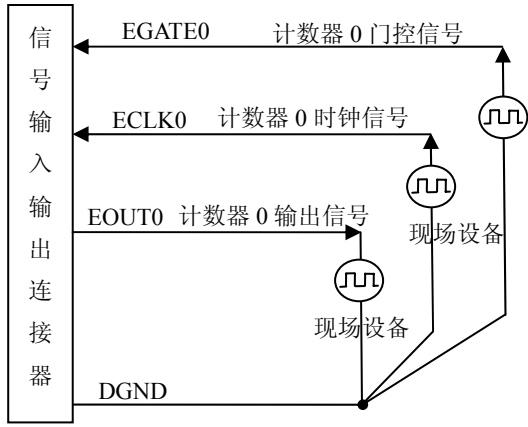 信号输入输出连接器
EGATE0 计数器 0 门控信号
ECLK0 计数器 0 时钟信号
EOUT0 计数器 0 输出信号
现场设备
现场设备
DGND